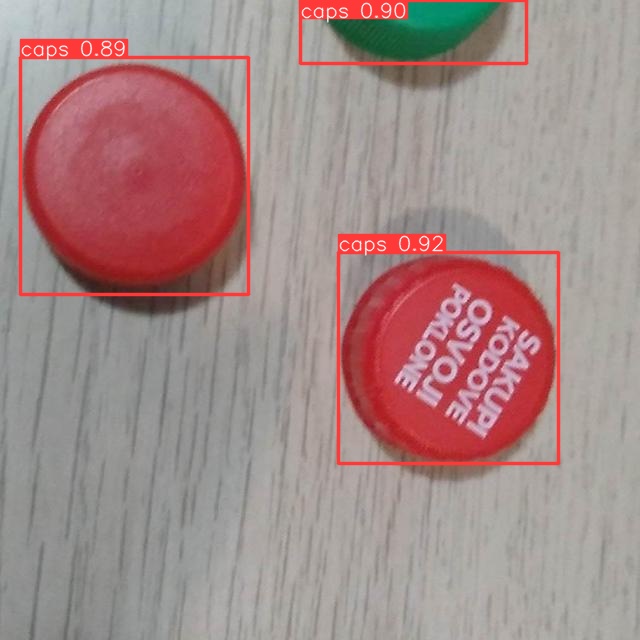 caps 0.90
caps 0.89
caps 0.92
SAKUPI
KODOVE
OSVOJI
POKLONE